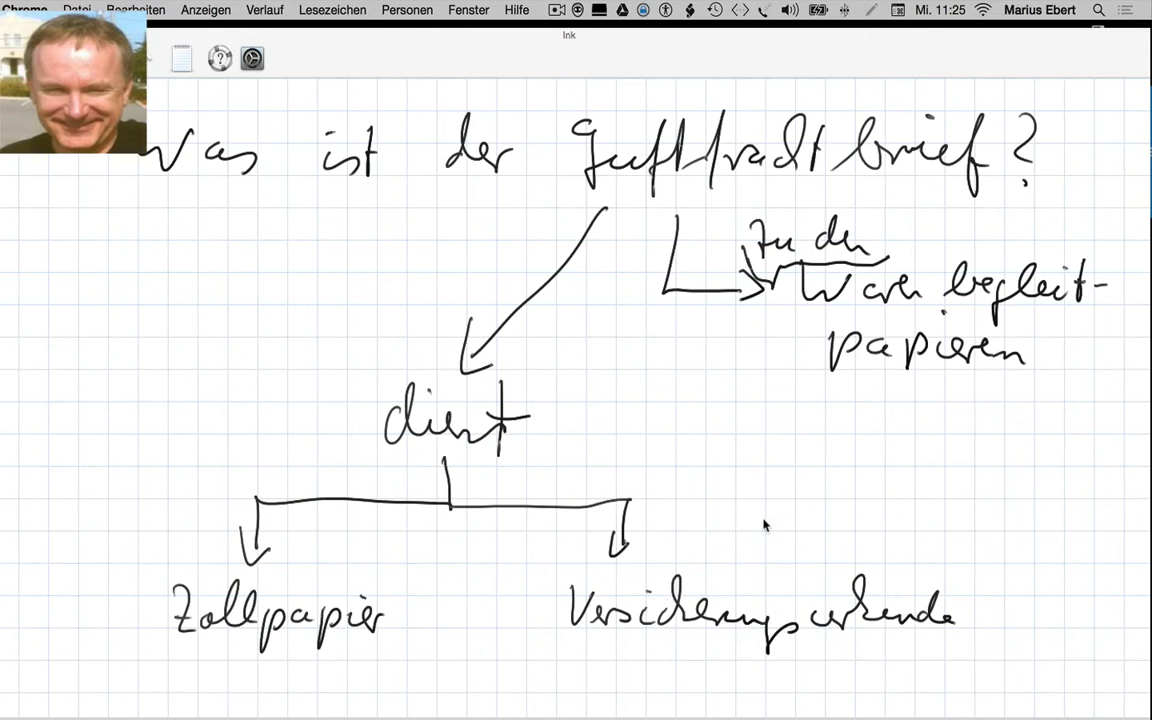 Chrome Datei Bearbeiten Anzeigen Verlauf Lesezeichen Personen Fenster Hilfe Mi. 11:25 Marius Ebert
Ink
Was ist der Luftfrachtbrief?
zu den
Warenbegleit-
papieren
dient
Zollpapier Versicherungsurkunde